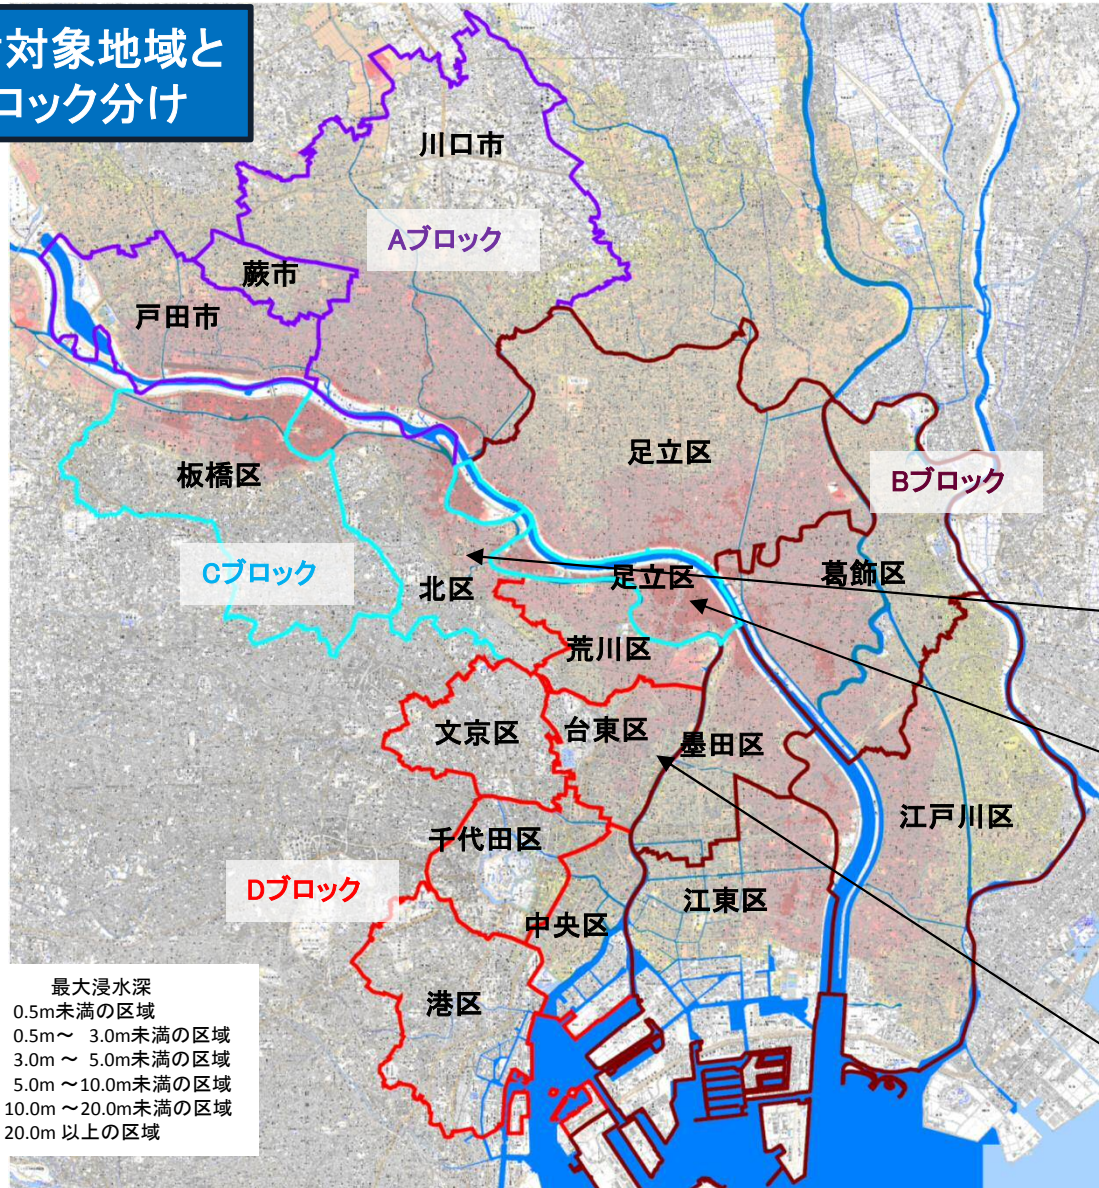 対象地域と
ロック分け
川口市
Aブロック
蕨市
戸田市
足立区
板橋区
Bブロック
Cブロック
足立区
葛飾区
北区
荒川区
文京区
台東区
墨田区
千代田区
江戸川区
Dブロック
江東区
中央区
港区
最大浸水深
0.5m未満の区域
0.5m～ 3.0m未満の区域
3.0m ～ 5.0m未満の区域
5.0m ～10.0m未満の区域
10.0m ～20.0m未満の区域
20.0m 以上の区域